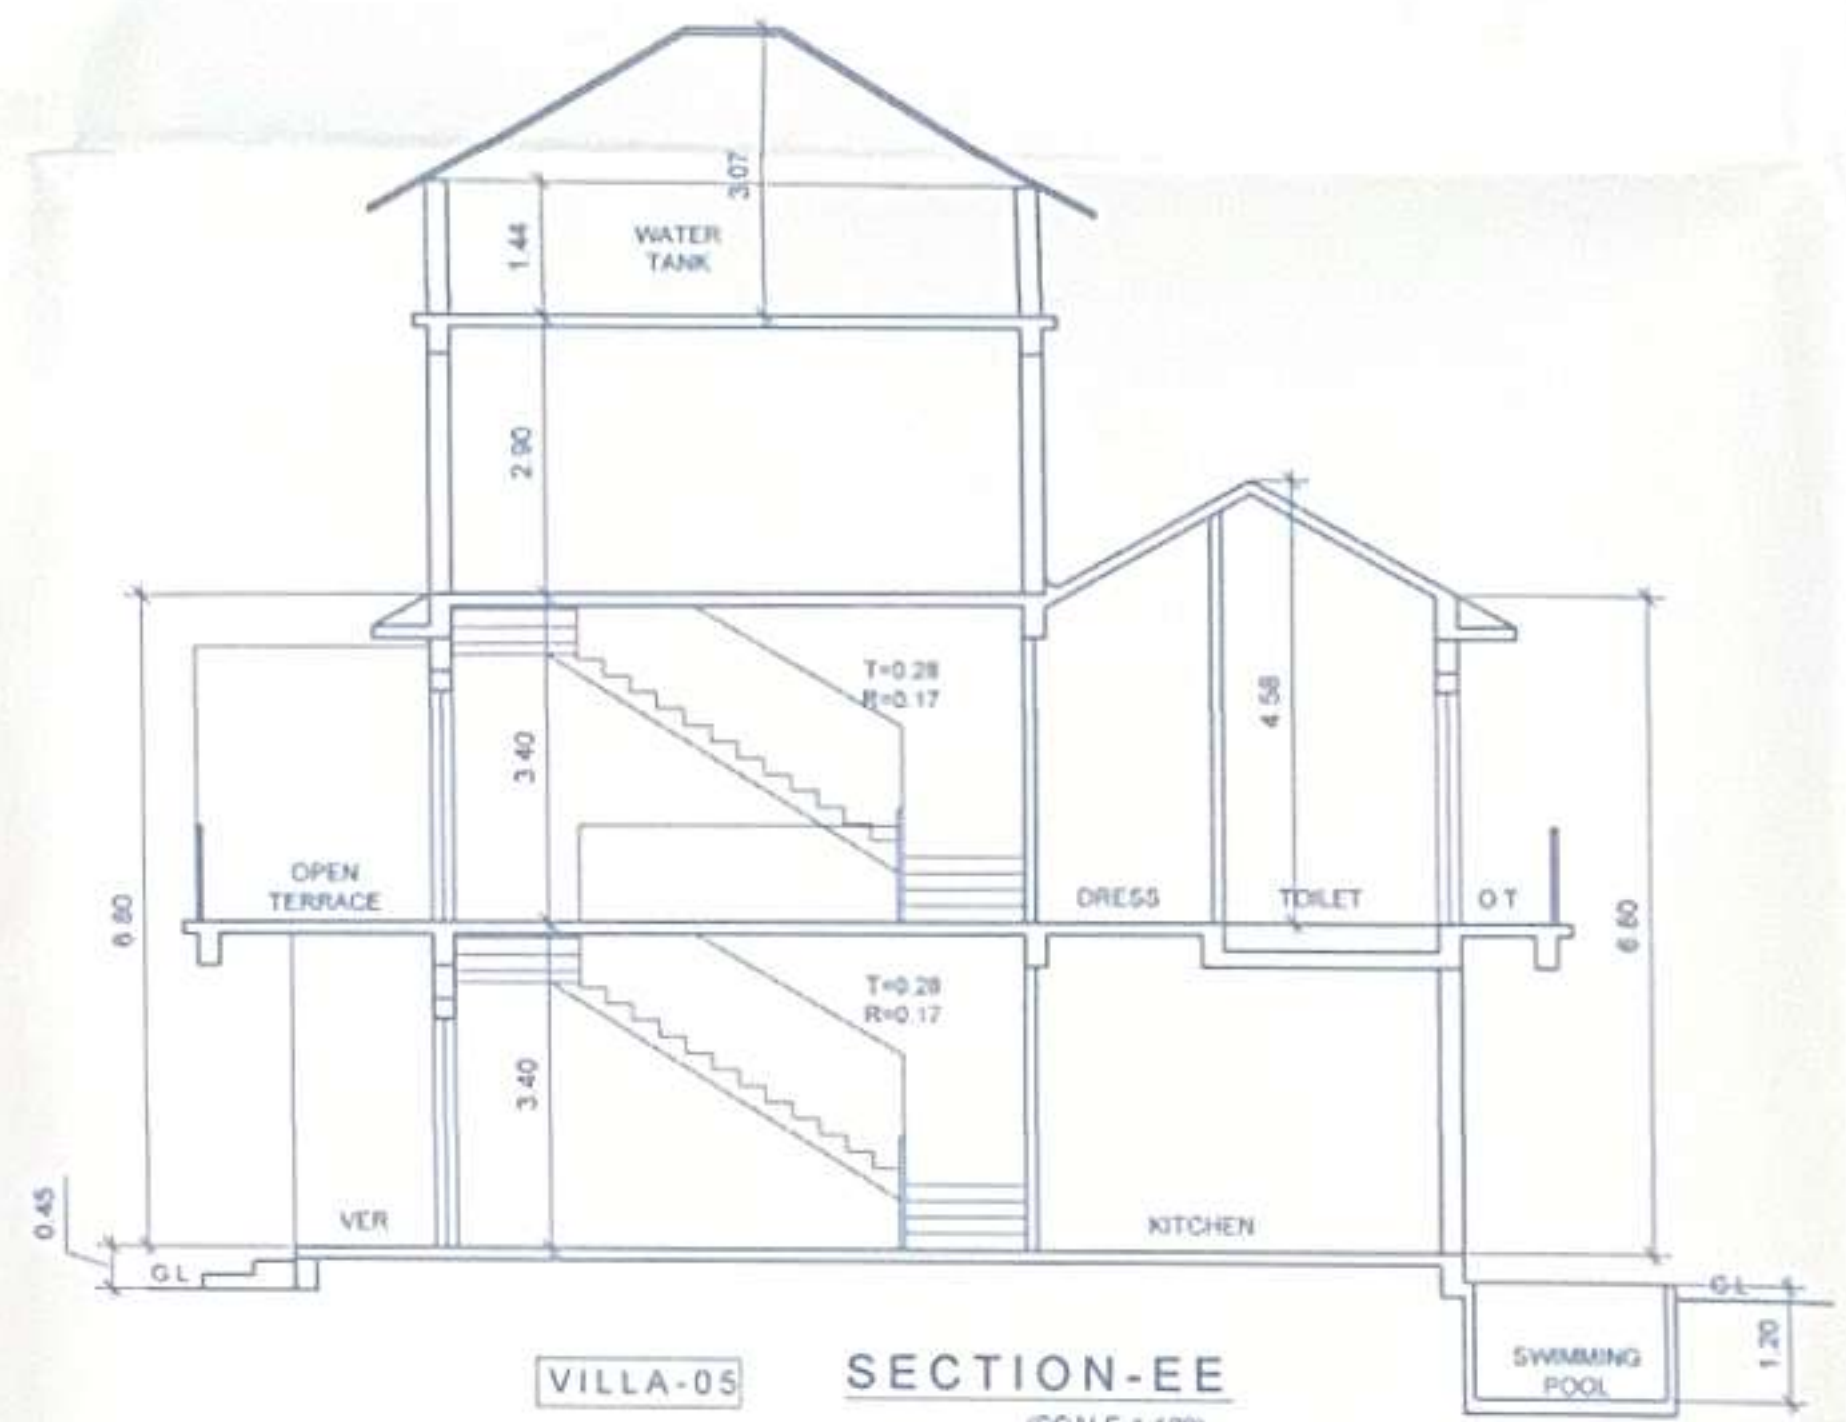 3.07
1.44
WATER
TANK
2.90
T=0.28
R=0.17
4.58
3.40
OPEN
TERRACE
DRESS
TOILET
O T
6.80
6.80
T=0.28
R=0.17
3.40
0.45
VER
KITCHEN
G L
G L
1.20
SWIMMING
POOL
VILLA-05
SECTION-EE